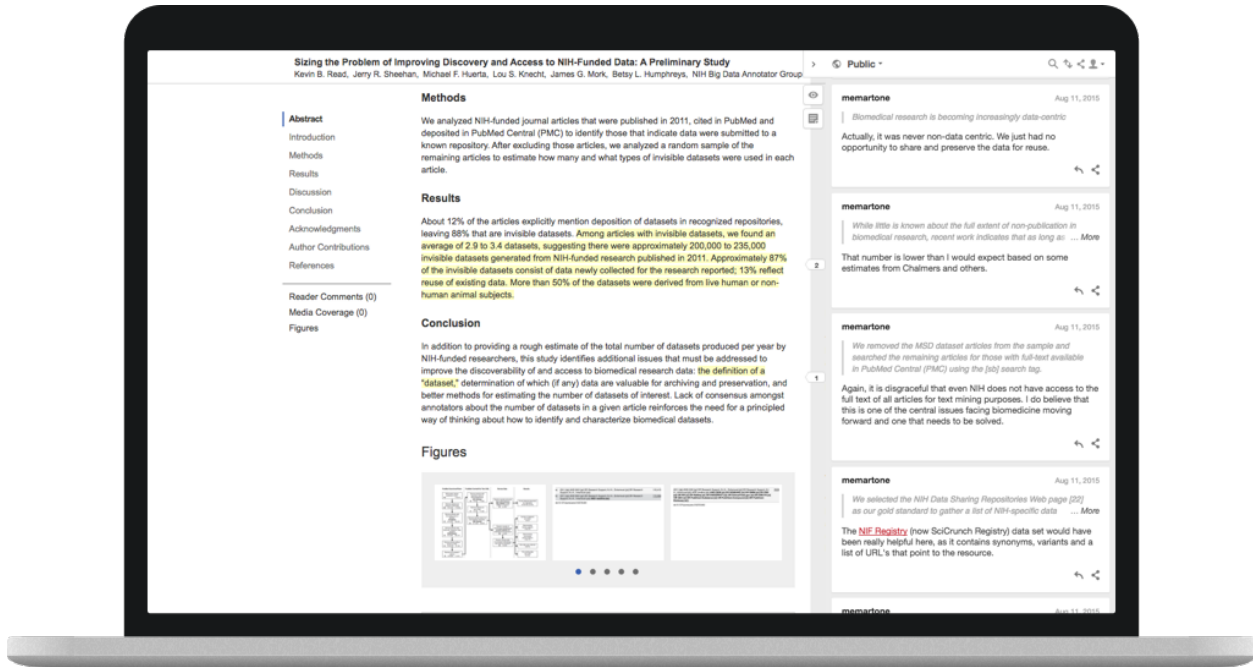 Sizing the Problem of Improving Discovery and Access to NIH-Funded Data: A Preliminary Study
Kevin B. Read, Jerry R. Sheehan, Michael F. Huerta, Lou S. Knecht, James G. Mork, Betsy L. Humphreys, NIH Big Data Annotator Group
Abstract
Introduction
Methods
Results
Discussion
Conclusion
Acknowledgments
Author Contributions
References
Reader Comments (0)
Media Coverage (0)
Figures
Methods
We analyzed NIH-funded journal articles that were published in 2011, cited in PubMed and
deposited in PubMed Central (PMC) to identify those that indicate data were submitted to a
known repository. After excluding those articles, we analyzed a random sample of the
remaining articles to estimate how many and what types of invisible datasets were used in each
article.
Results
About 12% of the articles explicitly mention deposition of datasets in recognized repositories,
leaving 88% that are invisible datasets. Among articles with invisible datasets, we found an
average of 2.9 to 3.4 datasets, suggesting there were approximately 200,000 to 235,000
invisible datasets generated from NIH-funded research published in 2011. Approximately 87%
of the invisible datasets consist of data newly collected for the research reported; 13% reflect
reuse of existing data. More than 50% of the datasets were derived from live human or non-
human animal subjects.
Conclusion
In addition to providing a rough estimate of the total number of datasets produced per year by
NIH-funded researchers, this study identifies additional issues that must be addressed to
improve the discoverability of and access to biomedical research data: the definition of a
"dataset," determination of which (if any) data are valuable for archiving and preservation, and
better methods for estimating the number of datasets of interest. Lack of consensus amongst
annotators about the number of datasets in a given article reinforces the need for a principled
way of thinking about how to identify and characterize biomedical datasets.
Figures
2
1
Public
memartone Aug 11, 2015
Biomedical research is becoming increasingly data-centric
Actually, it was never non-data centric. We just had no
opportunity to share and preserve the data for reuse.
memartone Aug 11, 2015
While little is known about the full extent of non-publication in
biomedical research, recent work indicates that as long as ... More
That number is lower than I would expect based on some
estimates from Chalmers and others.
memartone Aug 11, 2015
We removed the MSD dataset articles from the sample and
searched the remaining articles for those with full-text available
in PubMed Central (PMC) using the [sb] search tag.
Again, it is disgraceful that even NIH does not have access to the
full text of all articles for text mining purposes. I do believe that
this is one of the central issues facing biomedicine moving
forward and one that needs to be solved.
memartone Aug 11, 2015
We selected the NIH Data Sharing Repositories Web page [22]
as our gold standard to gather a list of NIH-specific data ... More
The NIF Registry (now SciCrunch Registry) data set would have
been really helpful here, as it contains synonyms, variants and a
list of URL's that point to the resource.
memartone Aug 11, 2015